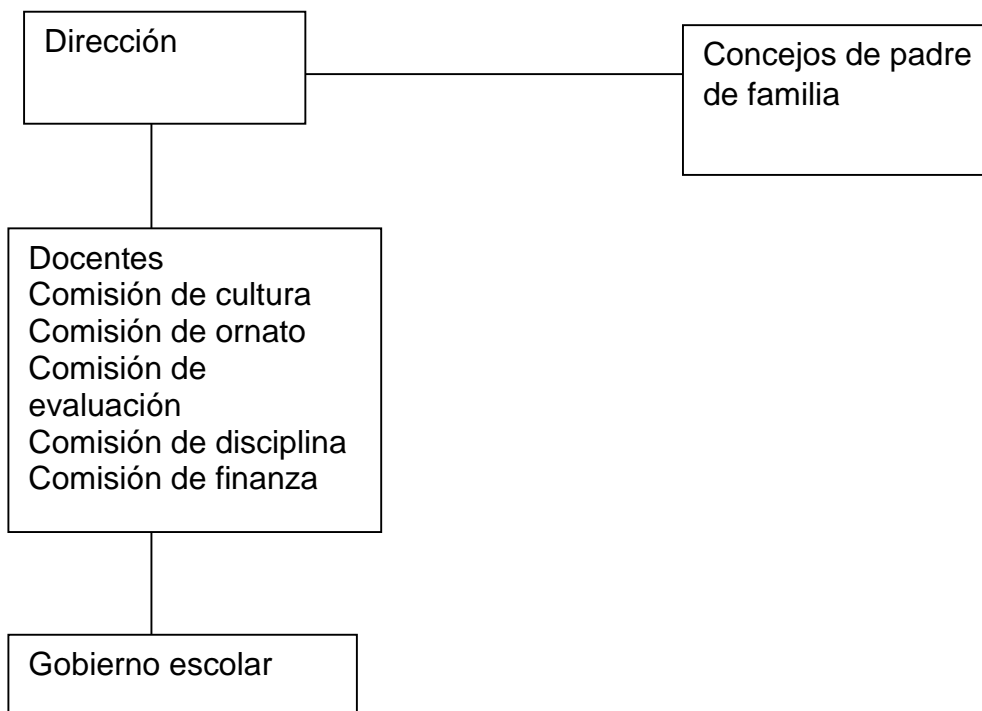 Dirección
Concejos de padre
de familia
Docentes
Comisión de cultura
Comisión de ornato
Comisión de
evaluación
Comisión de disciplina
Comisión de finanza
Gobierno escolar